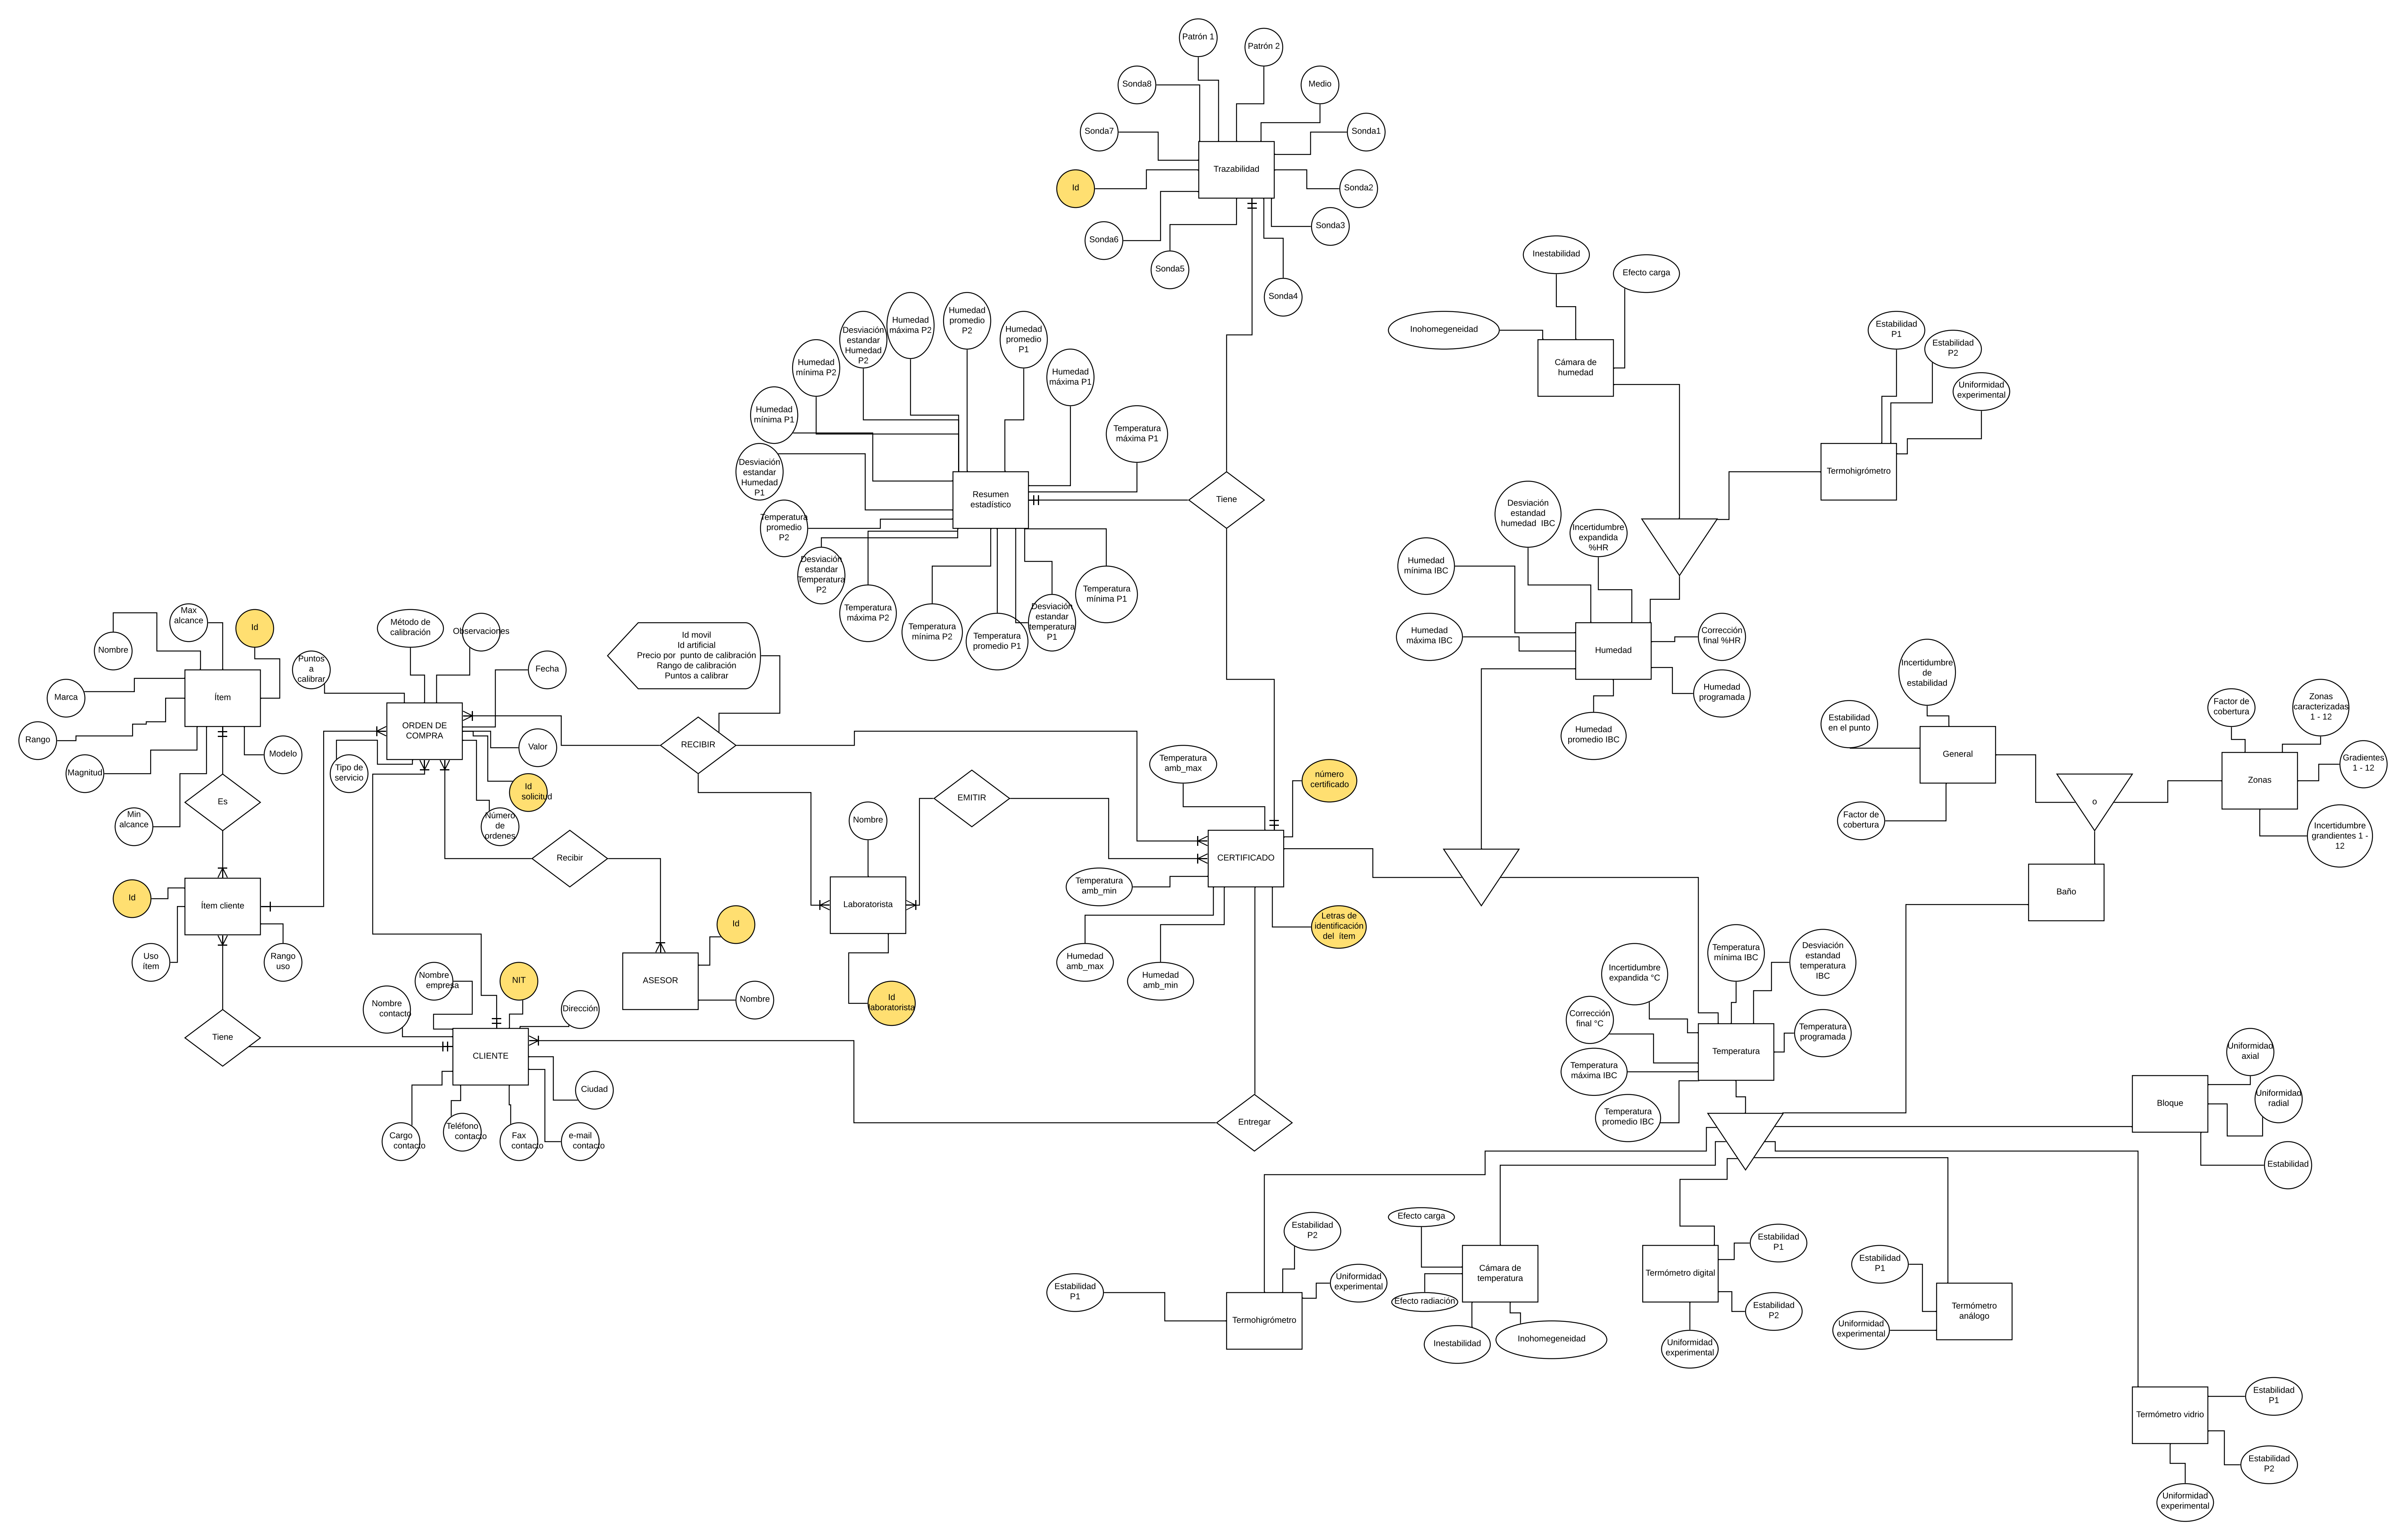 Patrón 1
Patrón 2
Sonda8
Medio
Sonda7
Sonda1
Trazabilidad
Id
Sonda2
Sonda6
Sonda3
Sonda5
Sonda4
Inestabilidad
Efecto carga
Inohomegeneidad
Cámara de
humedad
Estabilidad
P1
Estabilidad
P2
Uniformidad
experimental
Termohigrómetro
Humedad
mínima P2
Desviación
estandar
Humedad
P2
Humedad
máxima P2
Humedad
promedio
P2
Humedad
promedio
P1
Humedad
máxima P1
Humedad
mínima P1
Temperatura
máxima P1
Desviación
estandar
Humedad
P1
Resumen
estadístico
Tiene
Temperatura
promedio
P2
Desviación
estandar
Temperatura
P2
Temperatura
máxima P2
Temperatura
mínima P2
Temperatura
promedio P1
Desviación
estandar
temperatura
P1
Temperatura
mínima P1
Desviación
estandad
humedad IBC
Incertidumbre
expandida
%HR
Humedad
mínima IBC
Humedad
máxima IBC
Humedad
Corrección
final %HR
Humedad
programada
Humedad
promedio IBC
Nombre
Max
alcance
Id
Marca
Ítem
Rango
Magnitud
Modelo
Min
alcance
Es
Puntos
a
calibrar
Método de
calibración
Observaciones
Fecha
ORDEN DE
COMPRA
Valor
Tipo de
servicio
Id
solicitud
Número
de
ordenes
Id movil
Id artificial
Precio por punto de calibración
Rango de calibración
Puntos a calibrar
RECIBIR
Recibir
Nombre
EMITIR
Laboratorista
Id
laboratorista
Temperatura
amb_max
número
certificado
CERTIFICADO
Temperatura
amb_min
Letras de
identificación
del ítem
Humedad
amb_max
Humedad
amb_min
Incertidumbre
de
estabilidad
Estabilidad
en el punto
General
Factor de
cobertura
Factor de
cobertura
Zonas
caracterizadas
1 - 12
Gradientes
1 - 12
Zonas
Incertidumbre
grandientes 1 -
12
o
Baño
Id
Ítem cliente
Uso
ítem
Rango
uso
Tiene
Id
ASESOR
Nombre
Nombre
empresa
NIT
Nombre
contacto
Dirección
CLIENTE
Ciudad
Cargo
contacto
Teléfono
contacto
Fax
contacto
e-mail
contacto
Entregar
Incertidumbre
expandida °C
Temperatura
mínima IBC
Desviación
estandad
temperatura
IBC
Corrección
final °C
Temperatura
Temperatura
programada
Temperatura
máxima IBC
Temperatura
promedio IBC
Uniformidad
axial
Bloque
Uniformidad
radial
Estabilidad
Estabilidad
P1
Estabilidad
P2
Uniformidad
experimental
Termohigrómetro
Efecto carga
Cámara de
temperatura
Efecto radiación
Inestabilidad
Inohomegeneidad
Termómetro digital
Estabilidad
P1
Estabilidad
P2
Uniformidad
experimental
Estabilidad
P1
Termómetro
análogo
Uniformidad
experimental
Termómetro vidrio
Estabilidad
P1
Estabilidad
P2
Uniformidad
experimental